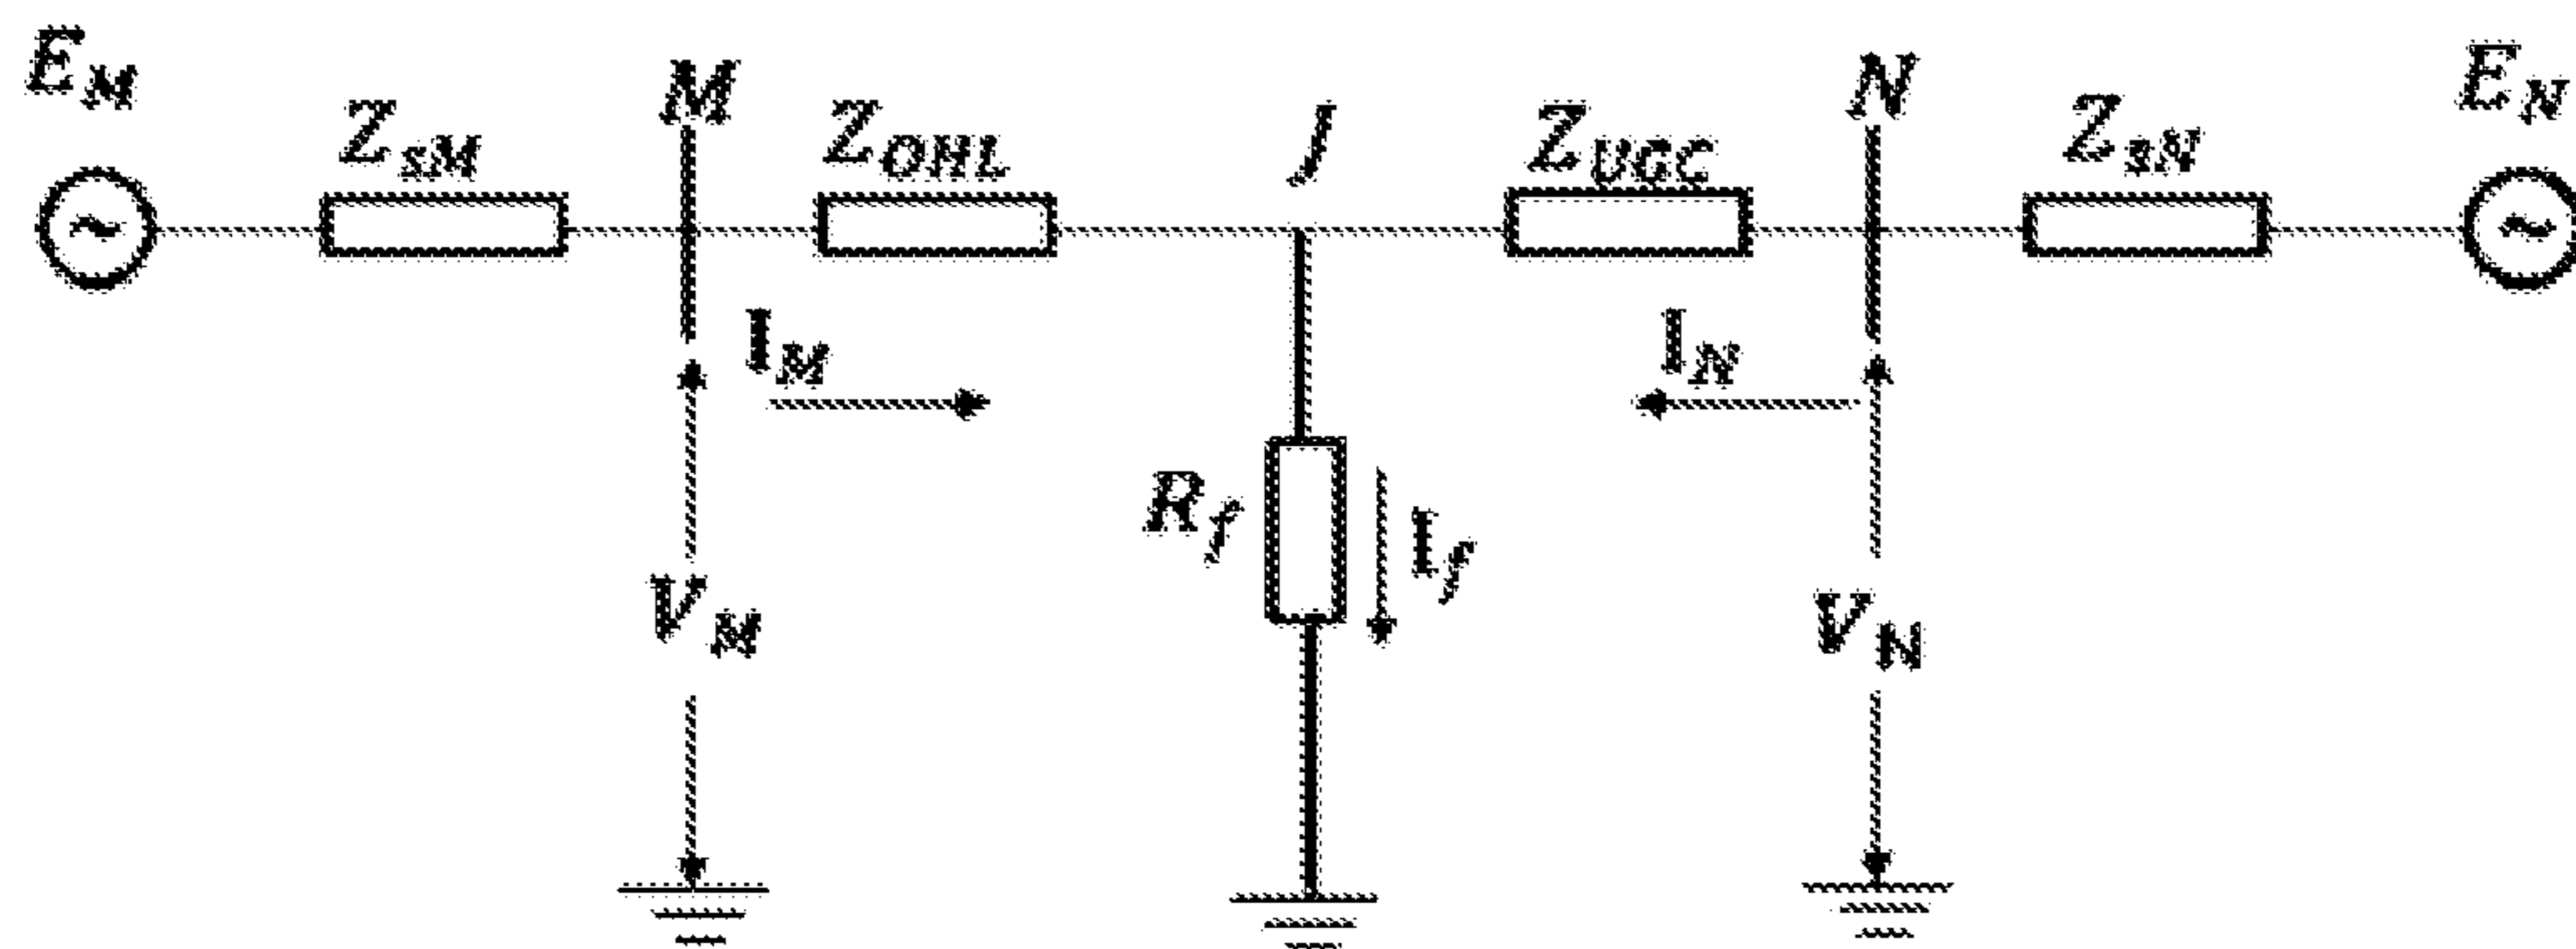 E_M Z_sM M Z_OHL J Z_UGC N Z_sN E_N
~ ~
I_M I_N
R_f I_f
V_M V_N